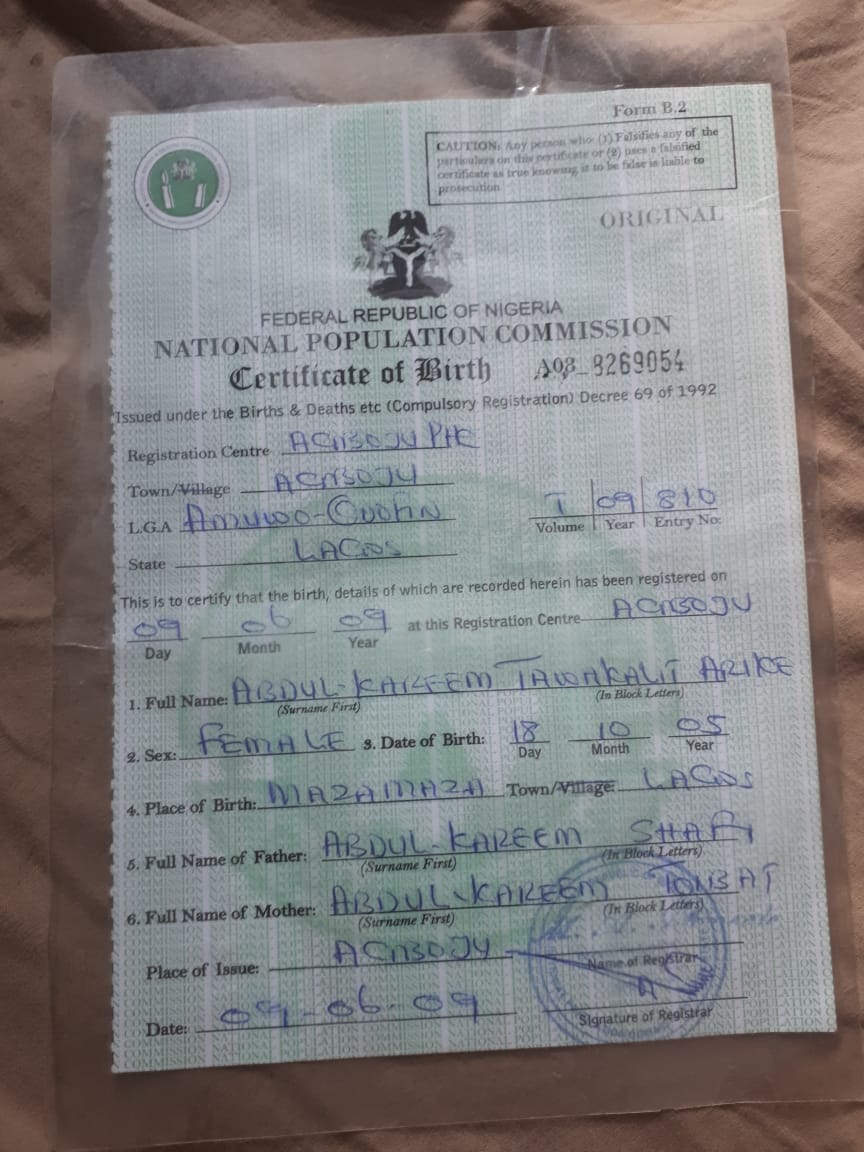 Form B.2
CAUTION: Any person who (1) Falsifies any of the
particulars on this certificate or (2) uses a falsified
certificate as true knowing it to be false is liable to
prosecution
ORIGINAL
FEDERAL REPUBLIC OF NIGERIA
NATIONAL POPULATION COMMISSION
Certificate of Birth A08-9269054
Issued under the Births & Deaths etc (Compulsory Registration) Decree 69 of 1992
Registration Centre AGBOJU PHC
Town/Village AGBOJU
L.G.A AMUWO-ODOFIN
I 09 810
Volume Year Entry No:
State LAGOS
This is to certify that the birth, details of which are recorded herein has been registered on
09 06 09 at this Registration Centre AGBOJU
Day Month Year
1. Full Name: ABDUL-KAREEM TAWAKALIT ARIKE
(Surname First) (In Block Letters)
2. Sex: FEMALE 3. Date of Birth: 18 10 05
Day Month Year
4. Place of Birth: MAZAMAZA Town/Village: LAGOS
5. Full Name of Father: ABDUL-KAREEM SHAFI
(Surname First) (In Block Letters)
6. Full Name of Mother: ABDUL-KAREEM
(Surname First) (In Block Letters)
Place of Issue: AGBOJU
Name of Registrar
Date: 09-06-09
Signature of Registrar